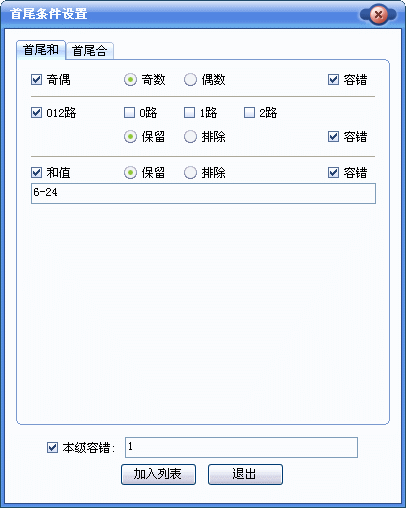 首尾条件设置
首尾和 首尾合
奇偶 奇数 偶数 容错
012路 0路 1路 2路
保留 排除 容错
和值 保留 排除 容错
6-24
本级容错: 1
加入列表 退出